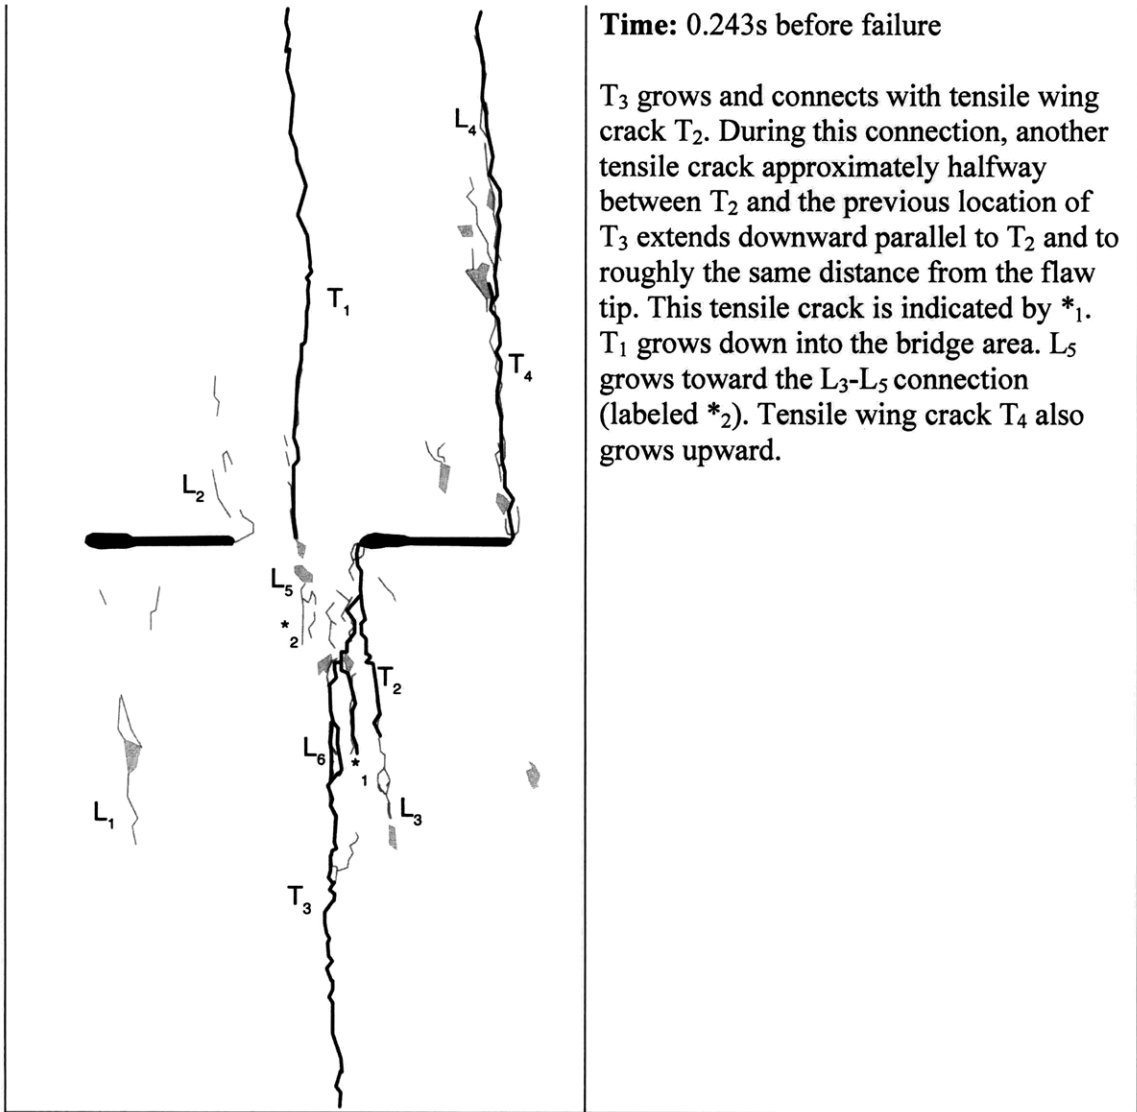 Time: 0.243s before failure
T3 grows and connects with tensile wing
crack T2. During this connection, another
tensile crack approximately halfway
between T2 and the previous location of
T3 extends downward parallel to T2 and to
roughly the same distance from the flaw
tip. This tensile crack is indicated by *1.
T1 grows down into the bridge area. L5
grows toward the L3-L5 connection
(labeled *2). Tensile wing crack T4 also
grows upward.
L4
T1
T4
L2
L5
*2
T2
L6
*1
L3
L1
T3